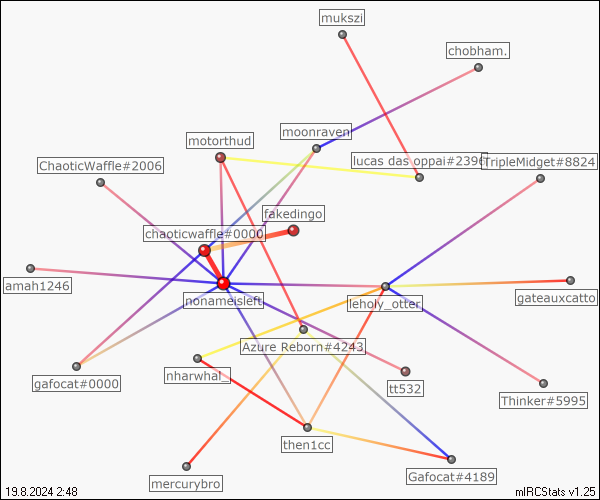 mukszi
chobham.
moonraven
motorthud
lucas das oppai#2396
TripleMidget#8824
ChaoticWaffle#2006
fakedingo
chaoticwaffle#0000
amah1246
nonameisleft
leholy_otter
gateauxcatto
Azure Reborn#4243
nharwhal_
gafocat#0000
tt532
Thinker#5995
then1cc
Gafocat#4189
mercurybro
19.8.2024 2:48
mIRCStats v1.25